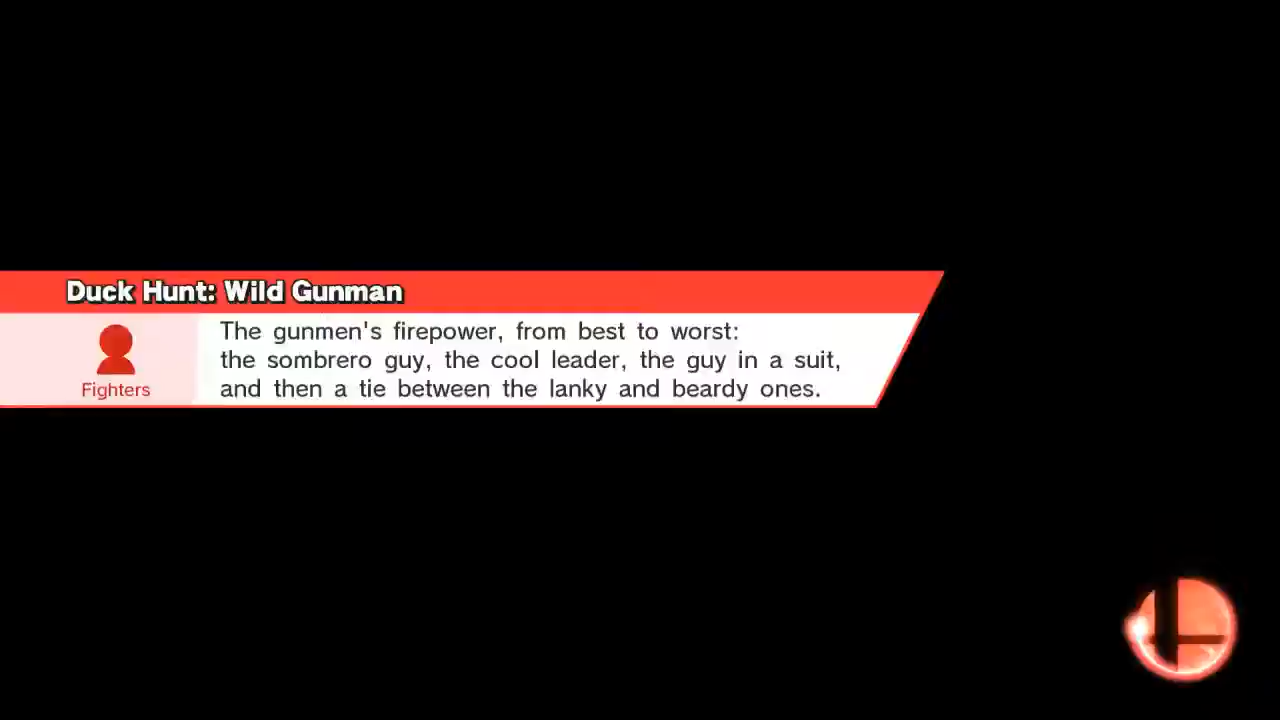 Duck Hunt: Wild Gunman
The gunmen's firepower, from best to worst:
the sombrero guy, the cool leader, the guy in a suit,
and then a tie between the lanky and beardy ones.
Fighters